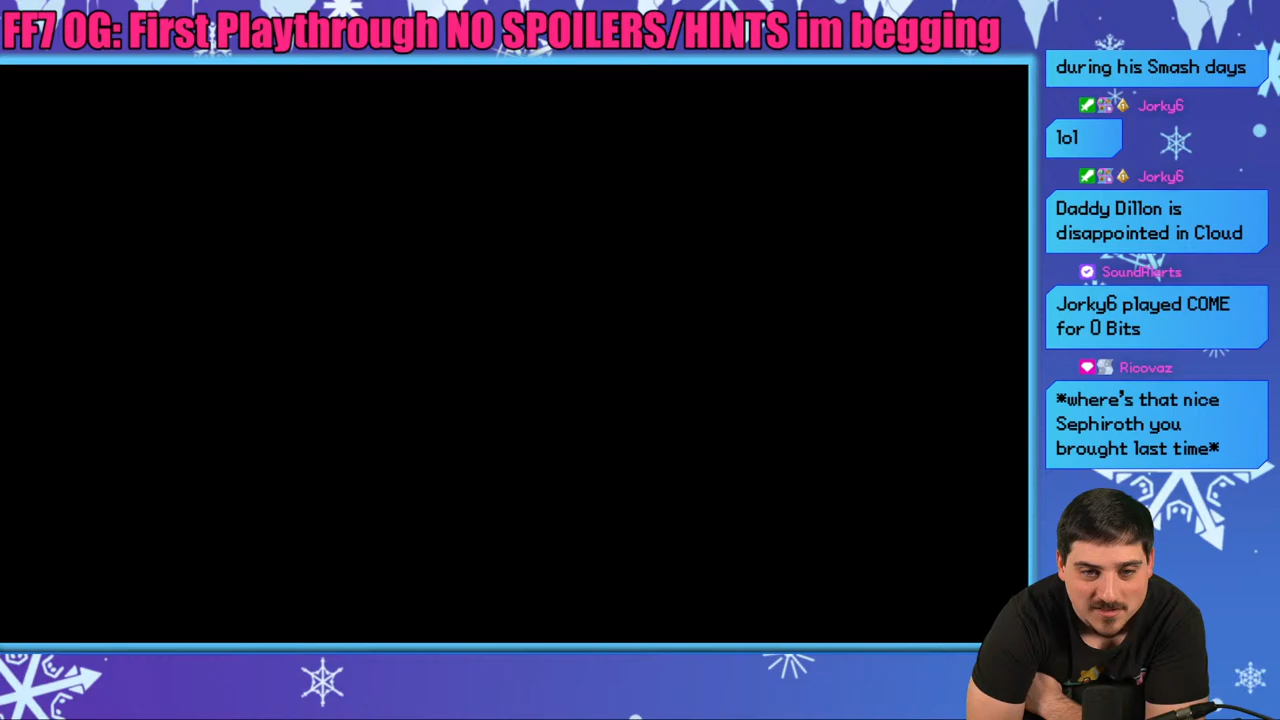 FF7 OG: First Playthrough NO SPOILERS/HINTS im begging
during his Smash days
Jorky6
lol
Jorky6
Daddy Dillon is
disappointed in Cloud
SoundAlerts
Jorky6 played COME
for 0 Bits
Ricovaz
*where's that nice
Sephiroth you
brought last time*